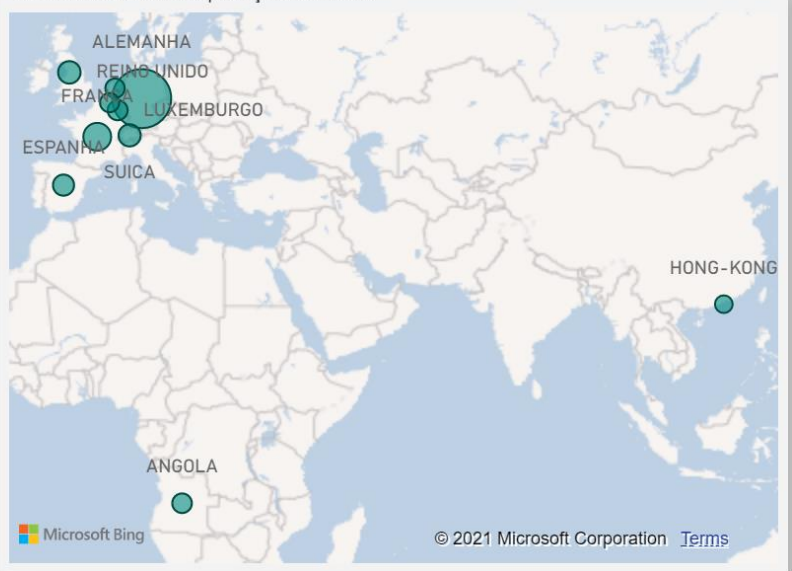 ALEMANHA
REINO UNIDO
FRANÇA
LUXEMBURGO
ESPANHA
SUICA
HONG-KONG
ANGOLA
Microsoft Bing
© 2021 Microsoft Corporation Terms